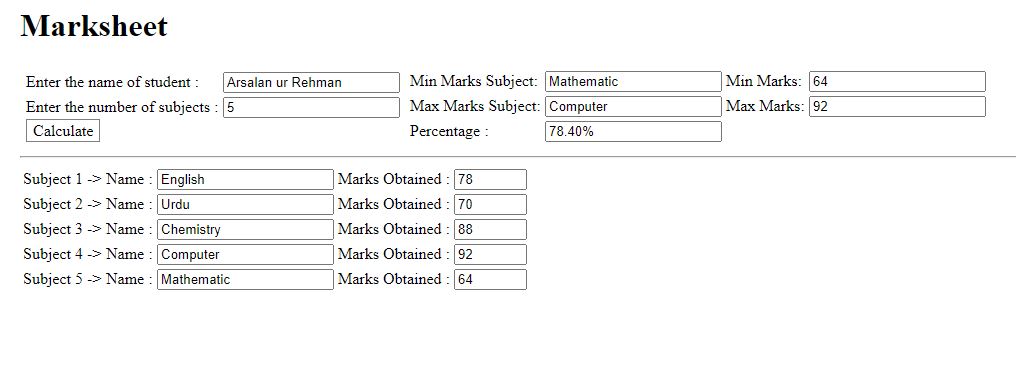 Marksheet
Enter the name of student : Arsalan ur Rehman Min Marks Subject: Mathematic Min Marks: 64
Enter the number of subjects : 5 Max Marks Subject: Computer Max Marks: 92
Calculate Percentage : 78.40%
Subject 1 -> Name : English Marks Obtained : 78
Subject 2 -> Name : Urdu Marks Obtained : 70
Subject 3 -> Name : Chemistry Marks Obtained : 88
Subject 4 -> Name : Computer Marks Obtained : 92
Subject 5 -> Name : Mathematic Marks Obtained : 64